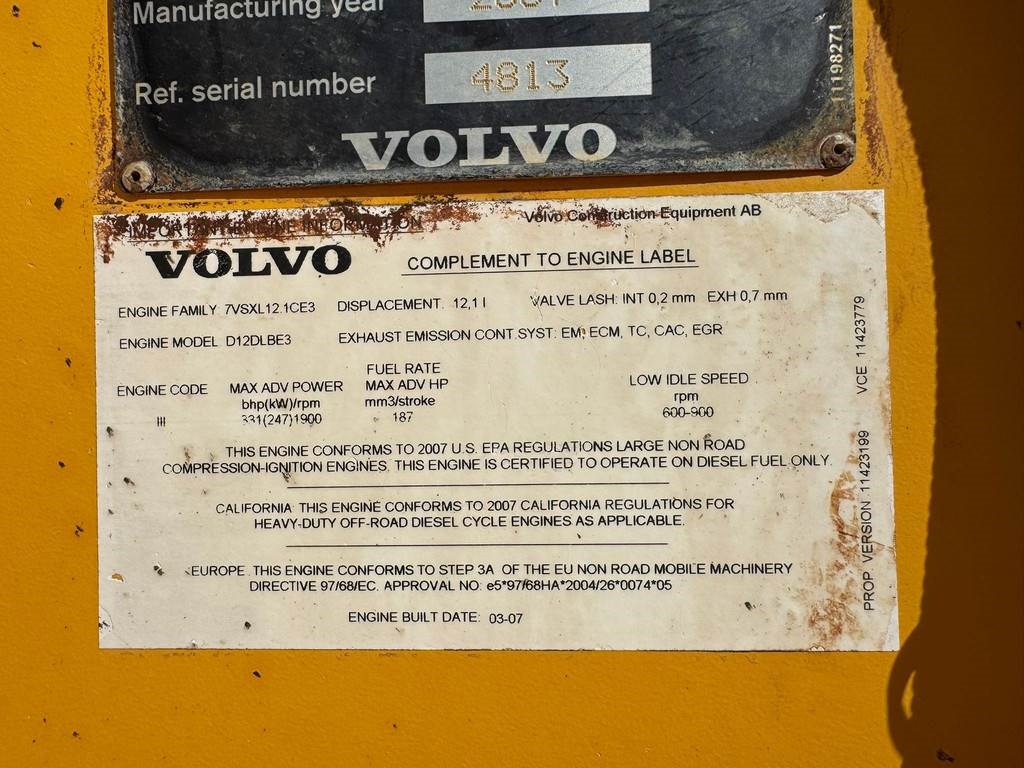 Manufacturing year
Ref. serial number 4813
11198271
VOLVO
IMPORTANT ENGINE INFORMATION
Volvo Construction Equipment AB
VOLVO COMPLEMENT TO ENGINE LABEL
ENGINE FAMILY 7VSXL12.1CE3 DISPLACEMENT. 12,1 l VALVE LASH: INT 0,2 mm EXH 0,7 mm
ENGINE MODEL D12DLBE3 EXHAUST EMISSION CONT.SYST: EM, ECM, TC, CAC, EGR
FUEL RATE
ENGINE CODE MAX ADV POWER MAX ADV HP LOW IDLE SPEED
bhp(kW)/rpm mm3/stroke rpm
III 331(247)1900 187 600-900
THIS ENGINE CONFORMS TO 2007 U.S. EPA REGULATIONS LARGE NON ROAD
COMPRESSION-IGNITION ENGINES. THIS ENGINE IS CERTIFIED TO OPERATE ON DIESEL FUEL ONLY.
CALIFORNIA: THIS ENGINE CONFORMS TO 2007 CALIFORNIA REGULATIONS FOR
HEAVY-DUTY OFF-ROAD DIESEL CYCLE ENGINES AS APPLICABLE.
EUROPE. THIS ENGINE CONFORMS TO STEP 3A OF THE EU NON ROAD MOBILE MACHINERY
DIRECTIVE 97/68/EC. APPROVAL NO: e5*97/68HA*2004/26*0074*05
ENGINE BUILT DATE: 03-07
PROP VERSION 11423199 VCE 11423779